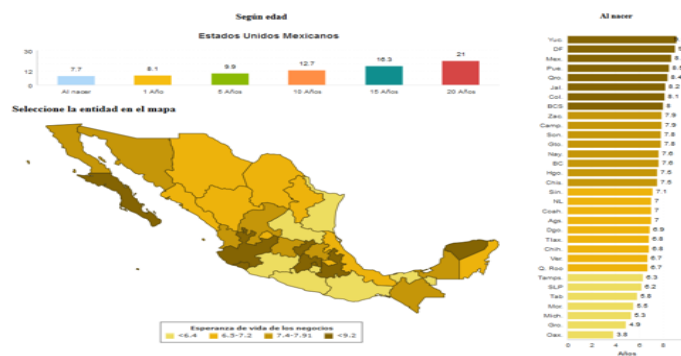 Según edad
Estados Unidos Mexicanos
30
12
0
7.7
8.1
9.9
12.7
16.3
21
Al nacer
1 Año
5 Años
10 Años
15 Años
20 Años
Seleccione la entidad en el mapa
Esperanza de vida de los negocios
<6.4
6.5-7.2
7.4-7.91
<9.2
Al nacer
Yuc.
DF
Mex.
Pue. 8.5
Qro 8.4
Jal. 8.2
Col. 8.1
BCS 8
Zac. 7.9
Camp. 7.9
Son. 7.8
Gto. 7.8
Nay 7.6
BC 7.6
Hgo. 7.5
Chis. 7.5
Sin. 7.1
NL 7
Coah. 7
Ags. 7
Dgo. 6.9
Tlax. 6.8
Chih. 6.8
Ver. 6.7
Q. Roo 6.7
Tamps. 6.3
SLP 6.2
Tab 5.8
Mor. 5.5
Mich 5.3
Gro. 4.9
Oax. 3.8
0 2 4 6 8
Años